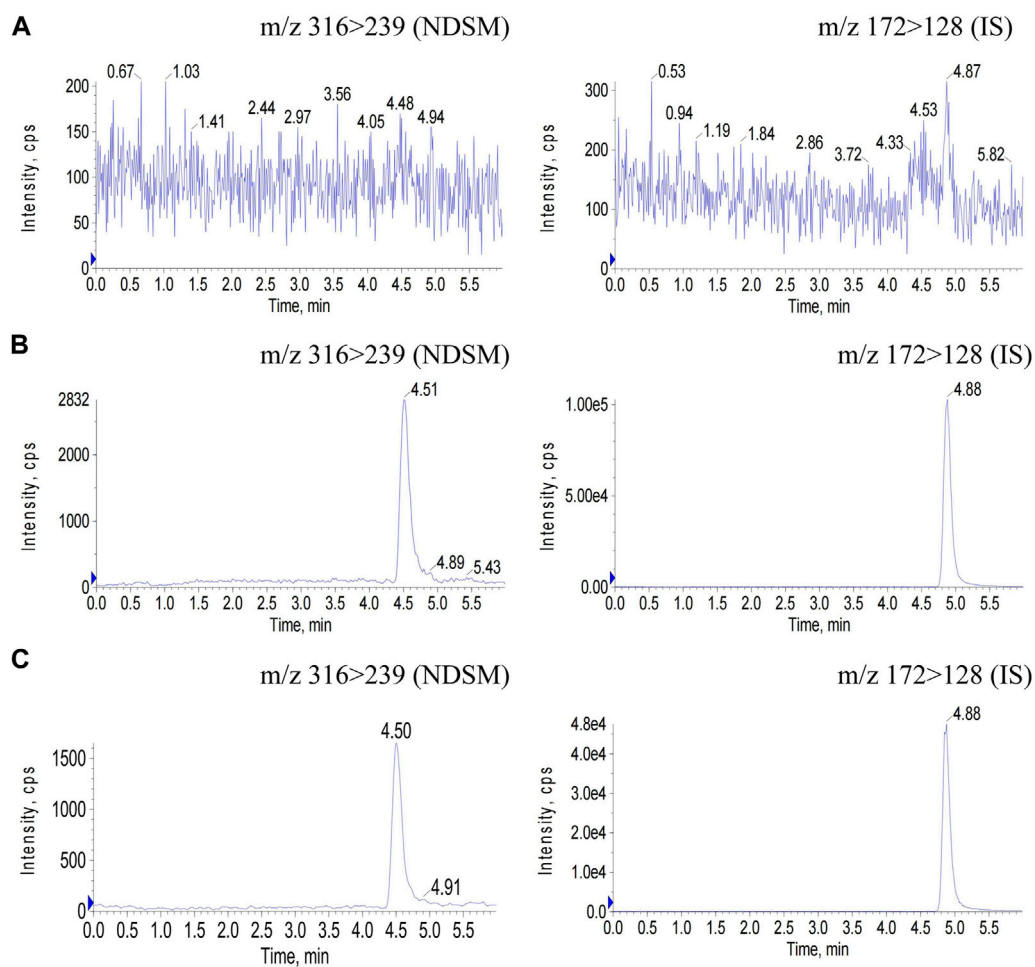 A
m/z 316>239 (NDSM)
m/z 172>128 (IS)
0.67
1.03
1.41
2.44
2.97
3.56
4.05
4.48
4.94
200
150
100
50
0
Intensity, cps
0.0 0.5 1.0 1.5 2.0 2.5 3.0 3.5 4.0 4.5 5.0 5.5
Time, min
0.53
0.94
1.19
1.84
2.86
3.72
4.33
4.53
4.87
5.82
300
200
100
0
Intensity, cps
0.0 0.5 1.0 1.5 2.0 2.5 3.0 3.5 4.0 4.5 5.0 5.5
Time, min
B
m/z 316>239 (NDSM)
m/z 172>128 (IS)
4.51
4.89
5.43
2832
2000
1000
0
Intensity, cps
0.0 0.5 1.0 1.5 2.0 2.5 3.0 3.5 4.0 4.5 5.0 5.5
Time, min
4.88
1.00e5
5.00e4
0.00
Intensity, cps
0.0 0.5 1.0 1.5 2.0 2.5 3.0 3.5 4.0 4.5 5.0 5.5
Time, min
C
m/z 316>239 (NDSM)
m/z 172>128 (IS)
4.50
4.91
1500
1000
500
0
Intensity, cps
0.0 0.5 1.0 1.5 2.0 2.5 3.0 3.5 4.0 4.5 5.0 5.5
Time, min
4.88
4.8e4
4.0e4
3.0e4
2.0e4
1.0e4
0.0
Intensity, cps
0.0 0.5 1.0 1.5 2.0 2.5 3.0 3.5 4.0 4.5 5.0 5.5
Time, min